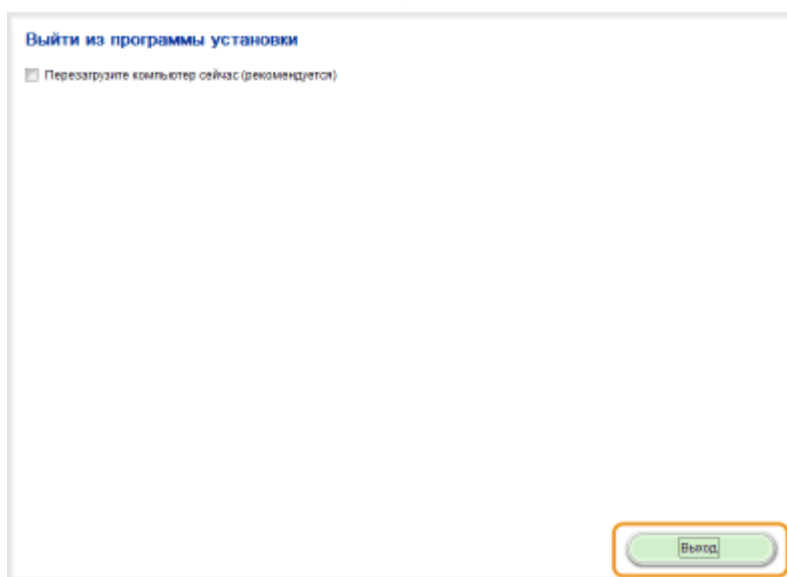 Выйти из программы установки
Перезагрузите компьютер сейчас (рекомендуется)
Выход